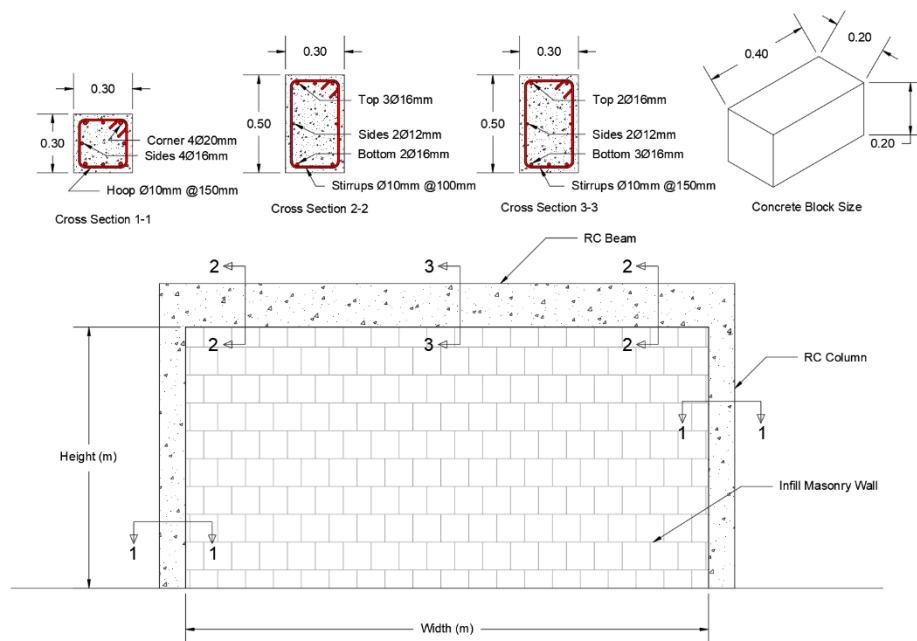 0.30
0.30
Corner 4Ø20mm
Sides 4Ø16mm
Hoop Ø10mm @150mm
Cross Section 1-1
0.30
0.50
Top 3Ø16mm
Sides 2Ø12mm
Bottom 2Ø16mm
Stirrups Ø10mm @100mm
Cross Section 2-2
0.30
0.50
Top 2Ø16mm
Sides 2Ø12mm
Bottom 3Ø16mm
Stirrups Ø10mm @150mm
Cross Section 3-3
0.40
0.20
0.20
Concrete Block Size
RC Beam
2
3
2
2
3
2
RC Column
1
1
Height (m)
Infill Masonry Wall
1
1
Width (m)